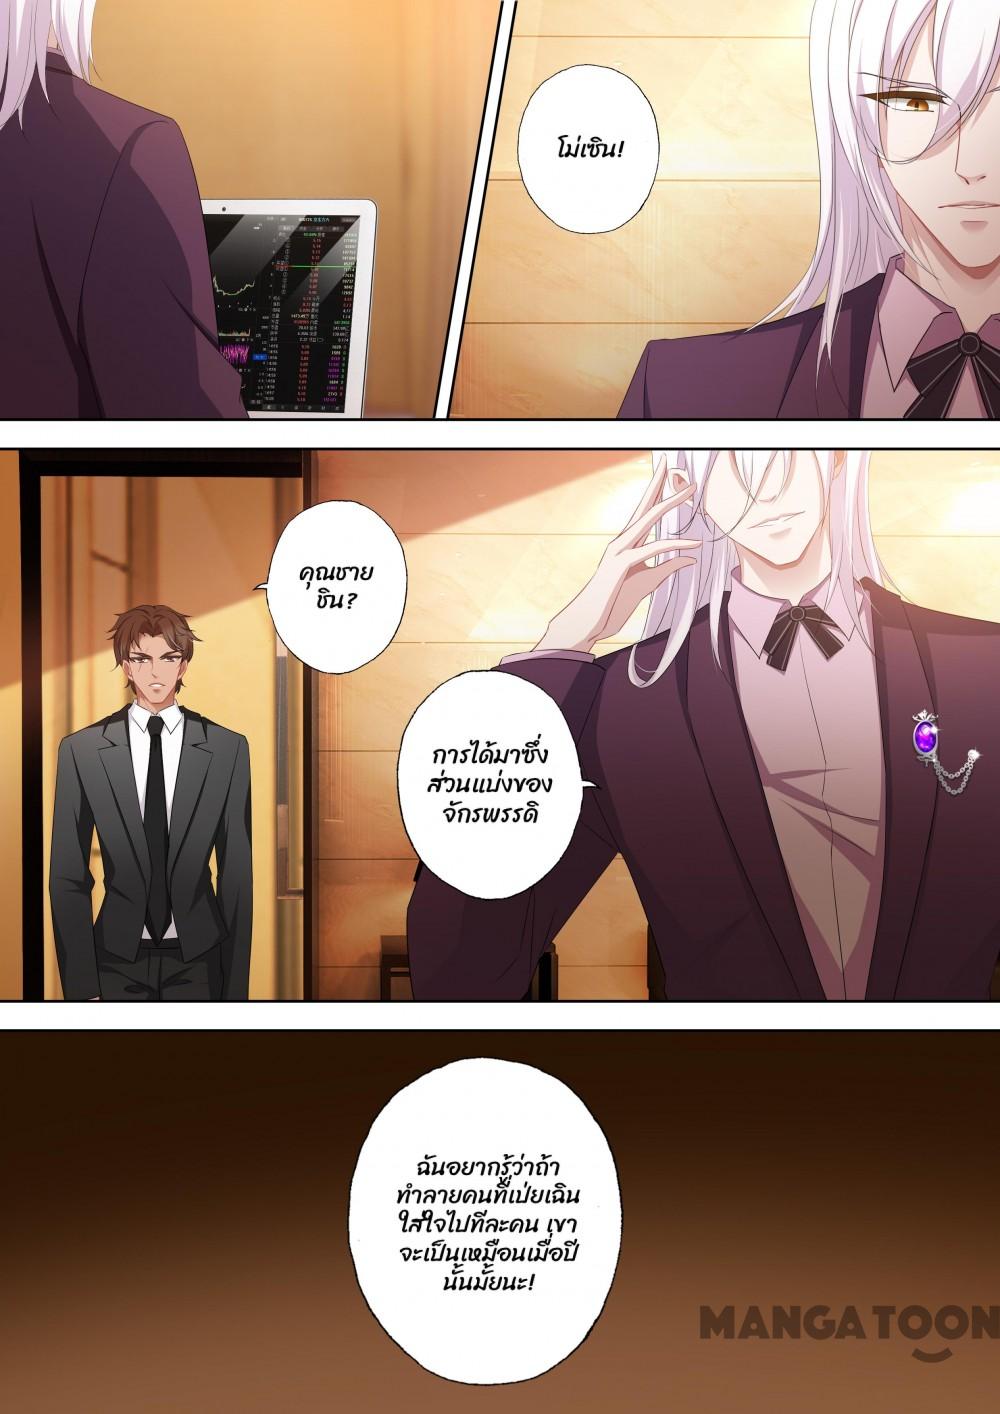 โม่เซิน!
คุณชาย
ชิน?
การได้มาซึ่ง
ส่วนแบ่งของ
จักรพรรดิ
ฉันอยากรู้ว่าถ้า
ทำลายคนที่เป่ยเฉิน
ใส่ใจไปทีละคน เขา
จะเป็นเหมือนเมื่อปี
นั้นมั้ยนะ!
MANGATOON